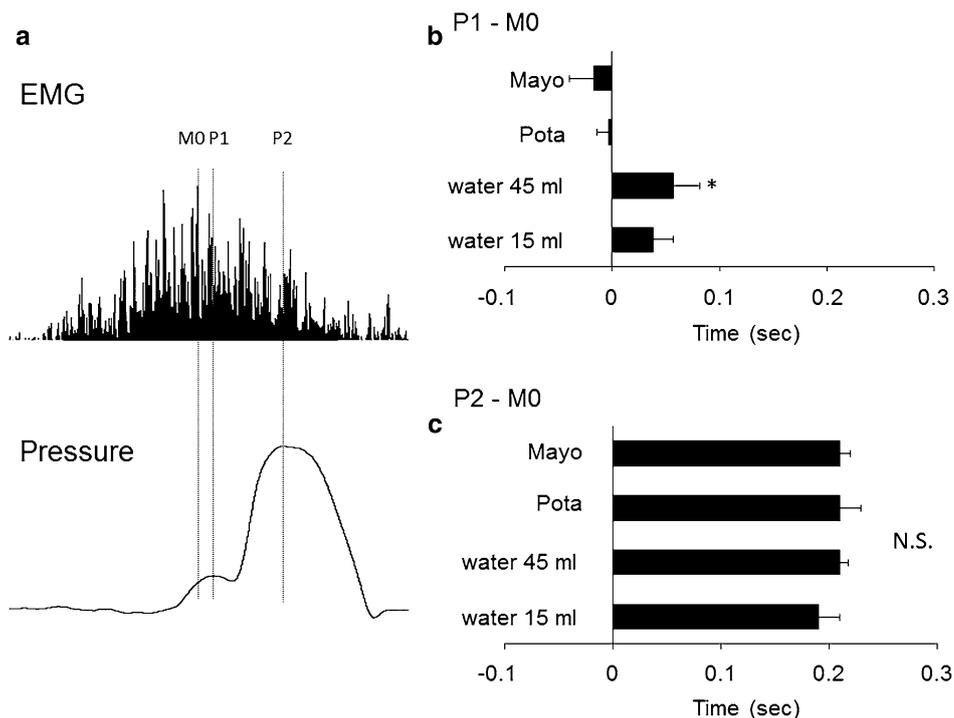 a
EMG
M0 P1 P2
Pressure
b P1 - M0
Mayo
Pota
water 45 ml *
water 15 ml
-0.1 0 0.1 0.2 0.3
Time (sec)
P2 - M0
c
Mayo
Pota
N.S.
water 45 ml
water 15 ml
-0.1 0 0.1 0.2 0.3
Time (sec)